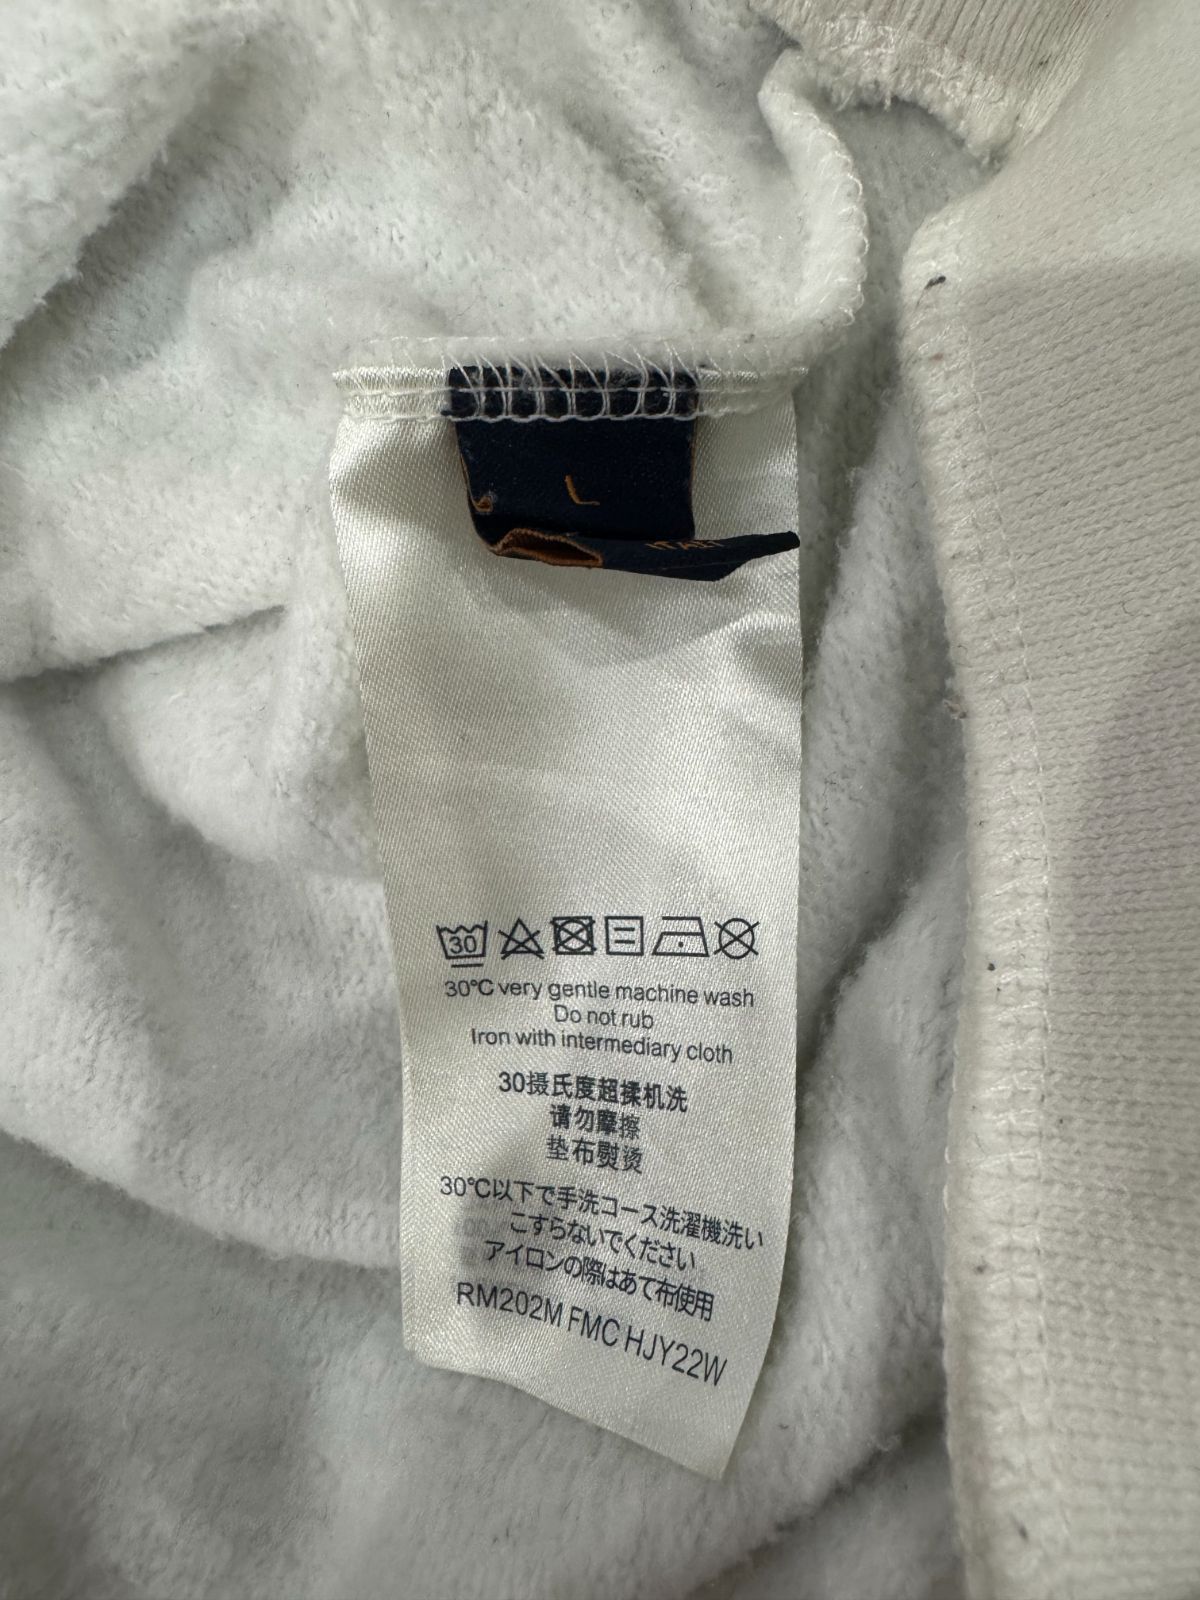 L
ITALY
30
30℃ very gentle machine wash
Do not rub
Iron with intermediary cloth
30摄氏度超揉机洗
请勿摩擦
垫布熨烫
30℃以下で手洗コース洗濯機洗い
こすらないでください
アイロンの際はあて布使用
RM202M FMC HJY22W